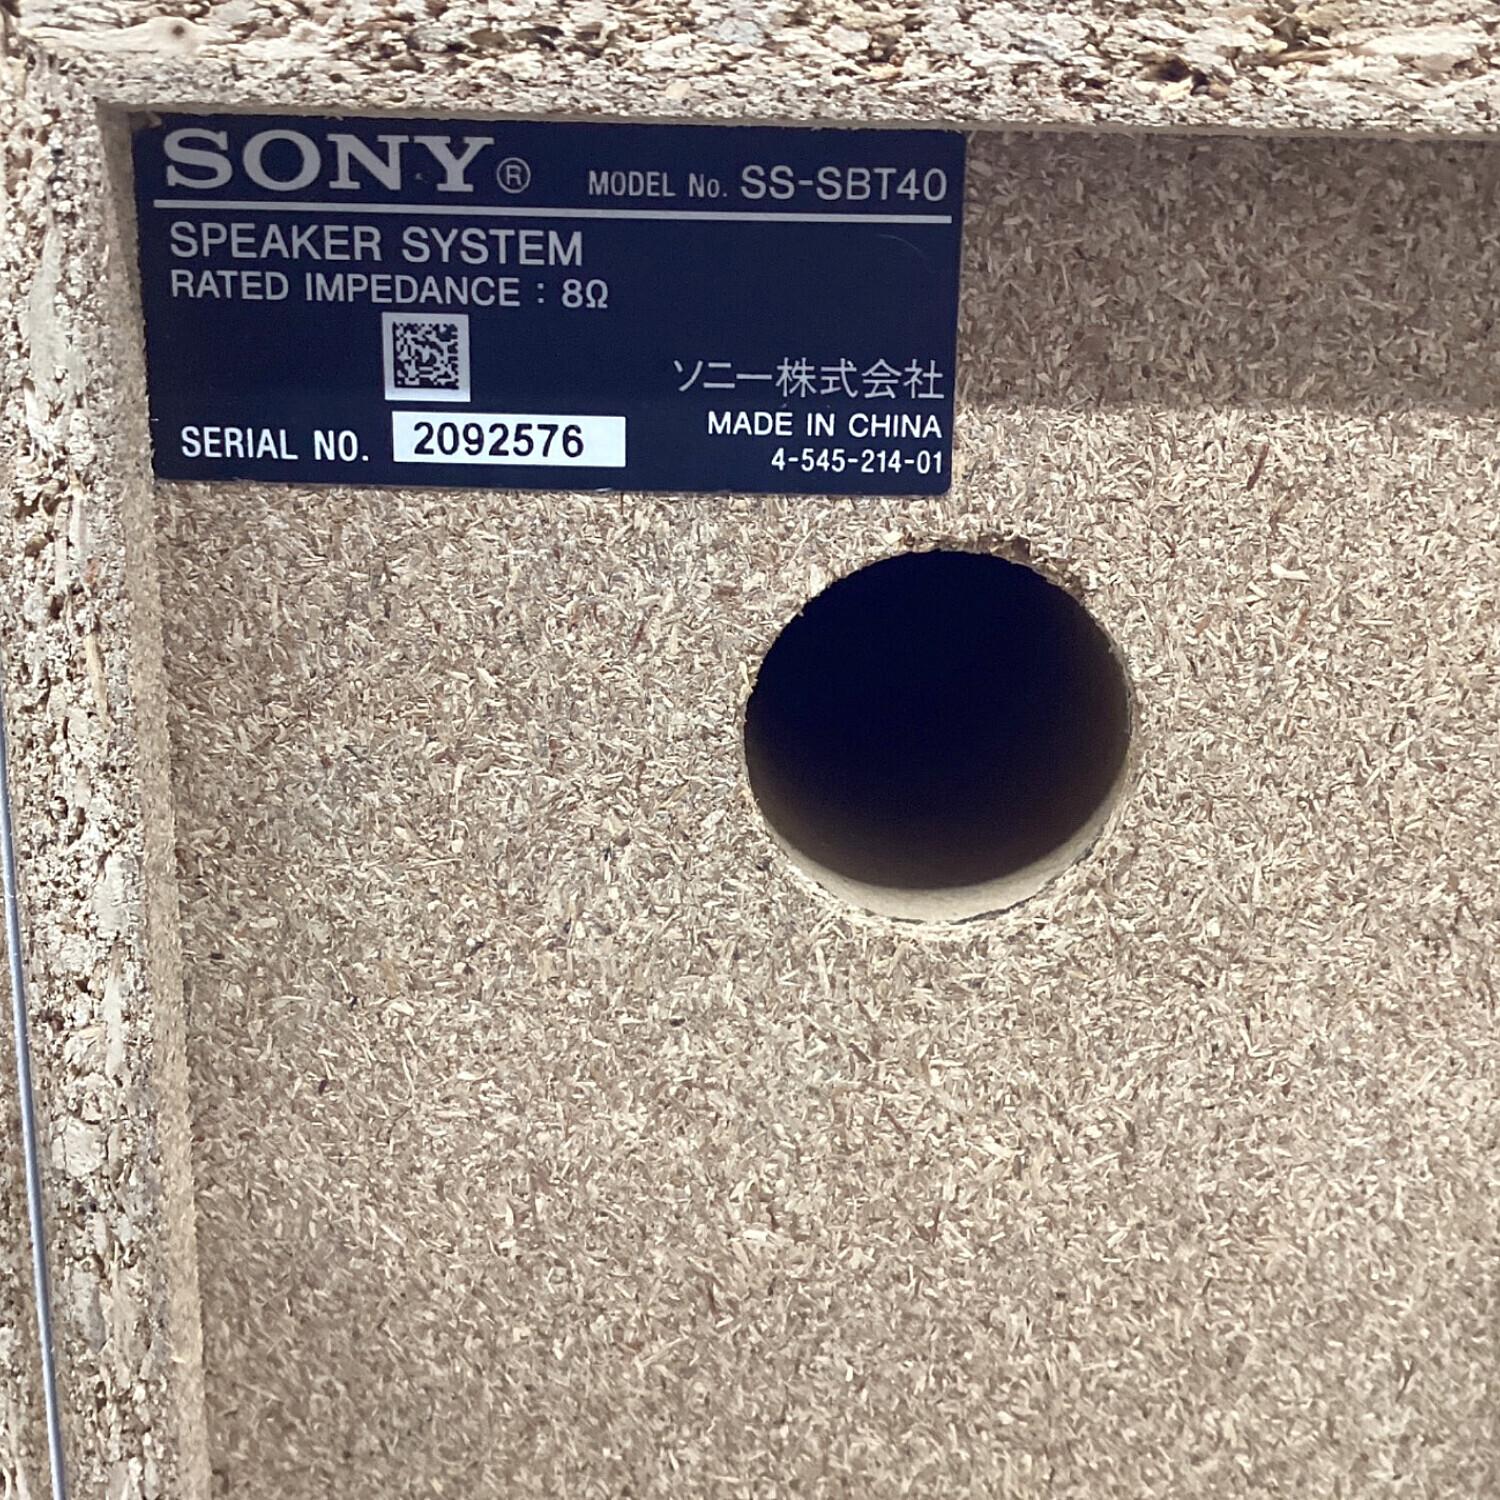 SONY® MODEL No. SS-SBT40
SPEAKER SYSTEM
RATED IMPEDANCE : 8Ω
ソニー株式会社
MADE IN CHINA
SERIAL NO. 2092576
4-545-214-01